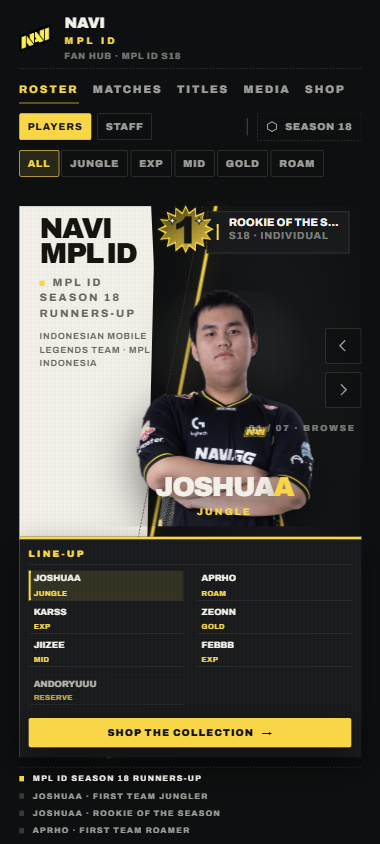 NAVI
MPL ID
FAN HUB · MPL ID S18
ROSTER MATCHES TITLES MEDIA SHOP
PLAYERS STAFF SEASON 18
ALL JUNGLE EXP MID GOLD ROAM
NAVI
MPL ID
MPL ID
SEASON 18
RUNNERS-UP
INDONESIAN MOBILE
LEGENDS TEAM · MPL
INDONESIA
1
ROOKIE OF THE S...
S18 · INDIVIDUAL
07 · BROWSE
logitech
NAVI.GG
JOSHUAA
JUNGLE
LINE-UP
JOSHUAA
JUNGLE
APRHO
ROAM
KARSS
EXP
ZEONN
GOLD
JIIZEE
MID
FEBBB
EXP
ANDORYUUU
RESERVE
SHOP THE COLLECTION →
MPL ID SEASON 18 RUNNERS-UP
JOSHUAA · FIRST TEAM JUNGLER
JOSHUAA · ROOKIE OF THE SEASON
APRHO · FIRST TEAM ROAMER